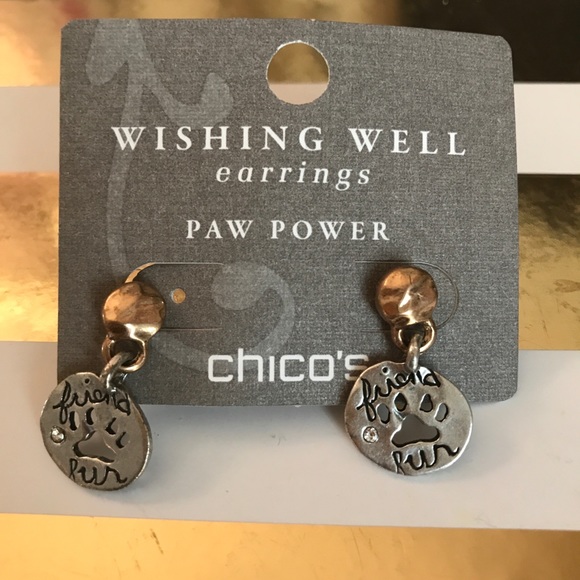 WISHING WELL
earrings
PAW POWER
chico's
friend
fur
friend
fur